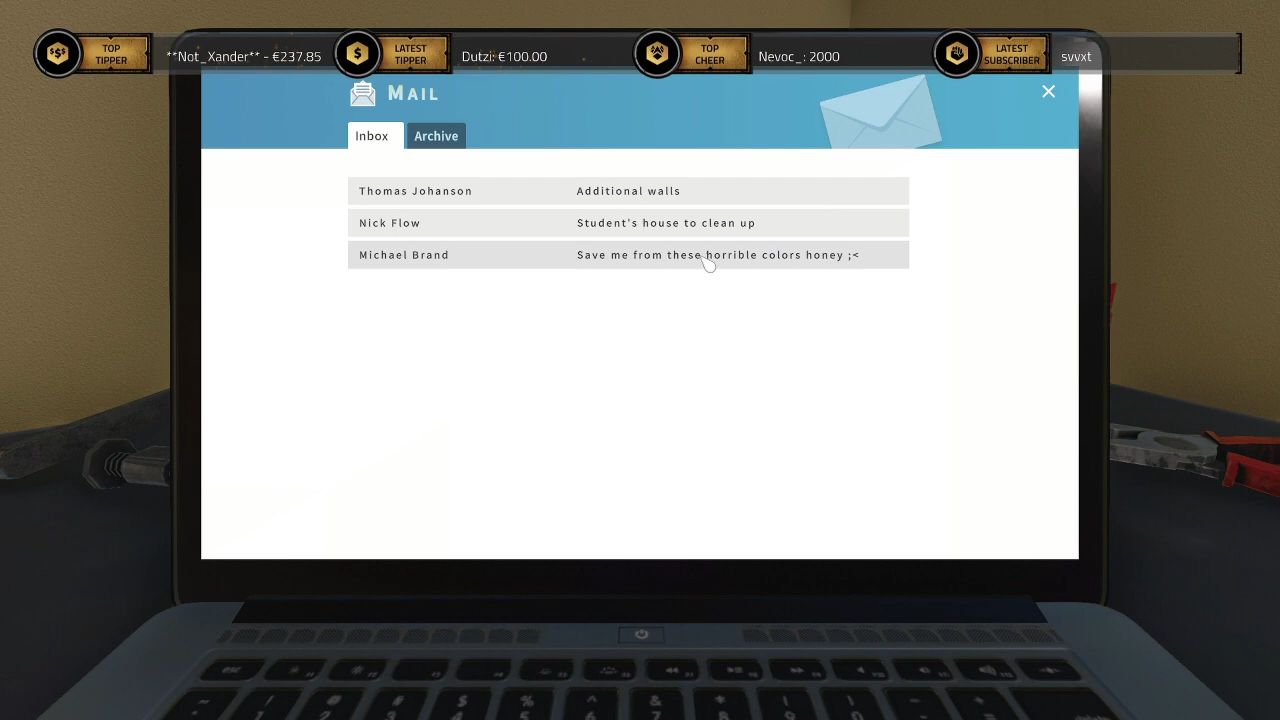 TOP
TIPPER
**Not_Xander** - €237.85
LATEST
TIPPER
Dutzi: €100.00
TOP
CHEER
Nevoc_: 2000
LATEST
SUBSCRIBER
svvxt
MAIL
Inbox
Archive
Thomas Johanson
Additional walls
Nick Flow
Student's house to clean up
Michael Brand
Save me from these horrible colors honey ;<
esc